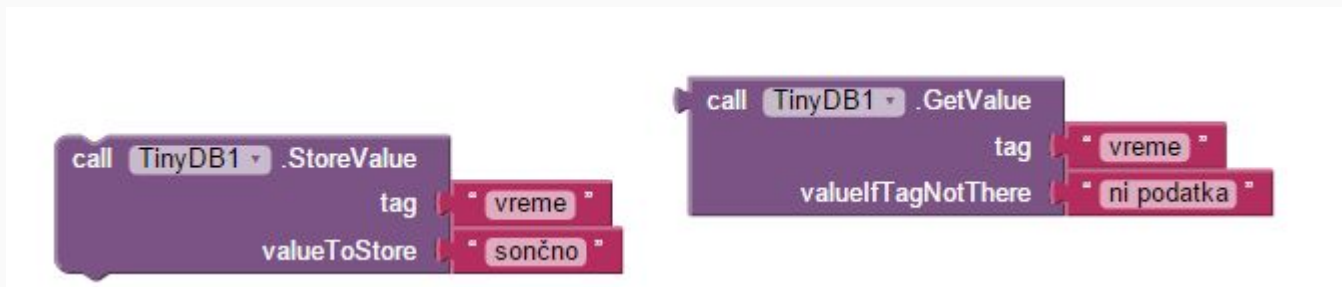 call TinyDB1 .StoreValue
tag " vreme "
valueToStore " sončno "
call TinyDB1 .GetValue
tag " vreme "
valueIfTagNotThere " ni podatka "